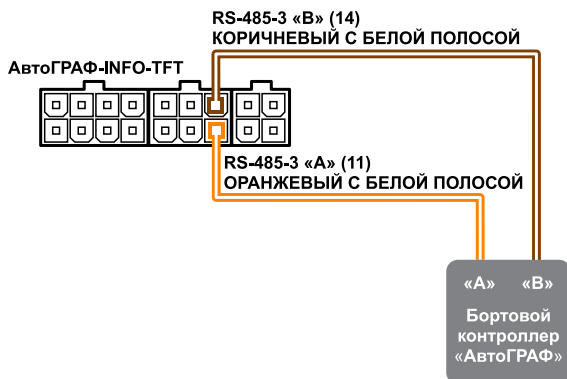 RS-485-3 «B» (14)
КОРИЧНЕВЫЙ С БЕЛОЙ ПОЛОСОЙ
АвтоГРАФ-INFO-TFT
RS-485-3 «А» (11)
ОРАНЖЕВЫЙ С БЕЛОЙ ПОЛОСОЙ
«А» «В»
Бортовой
контроллер
«АвтоГРАФ»